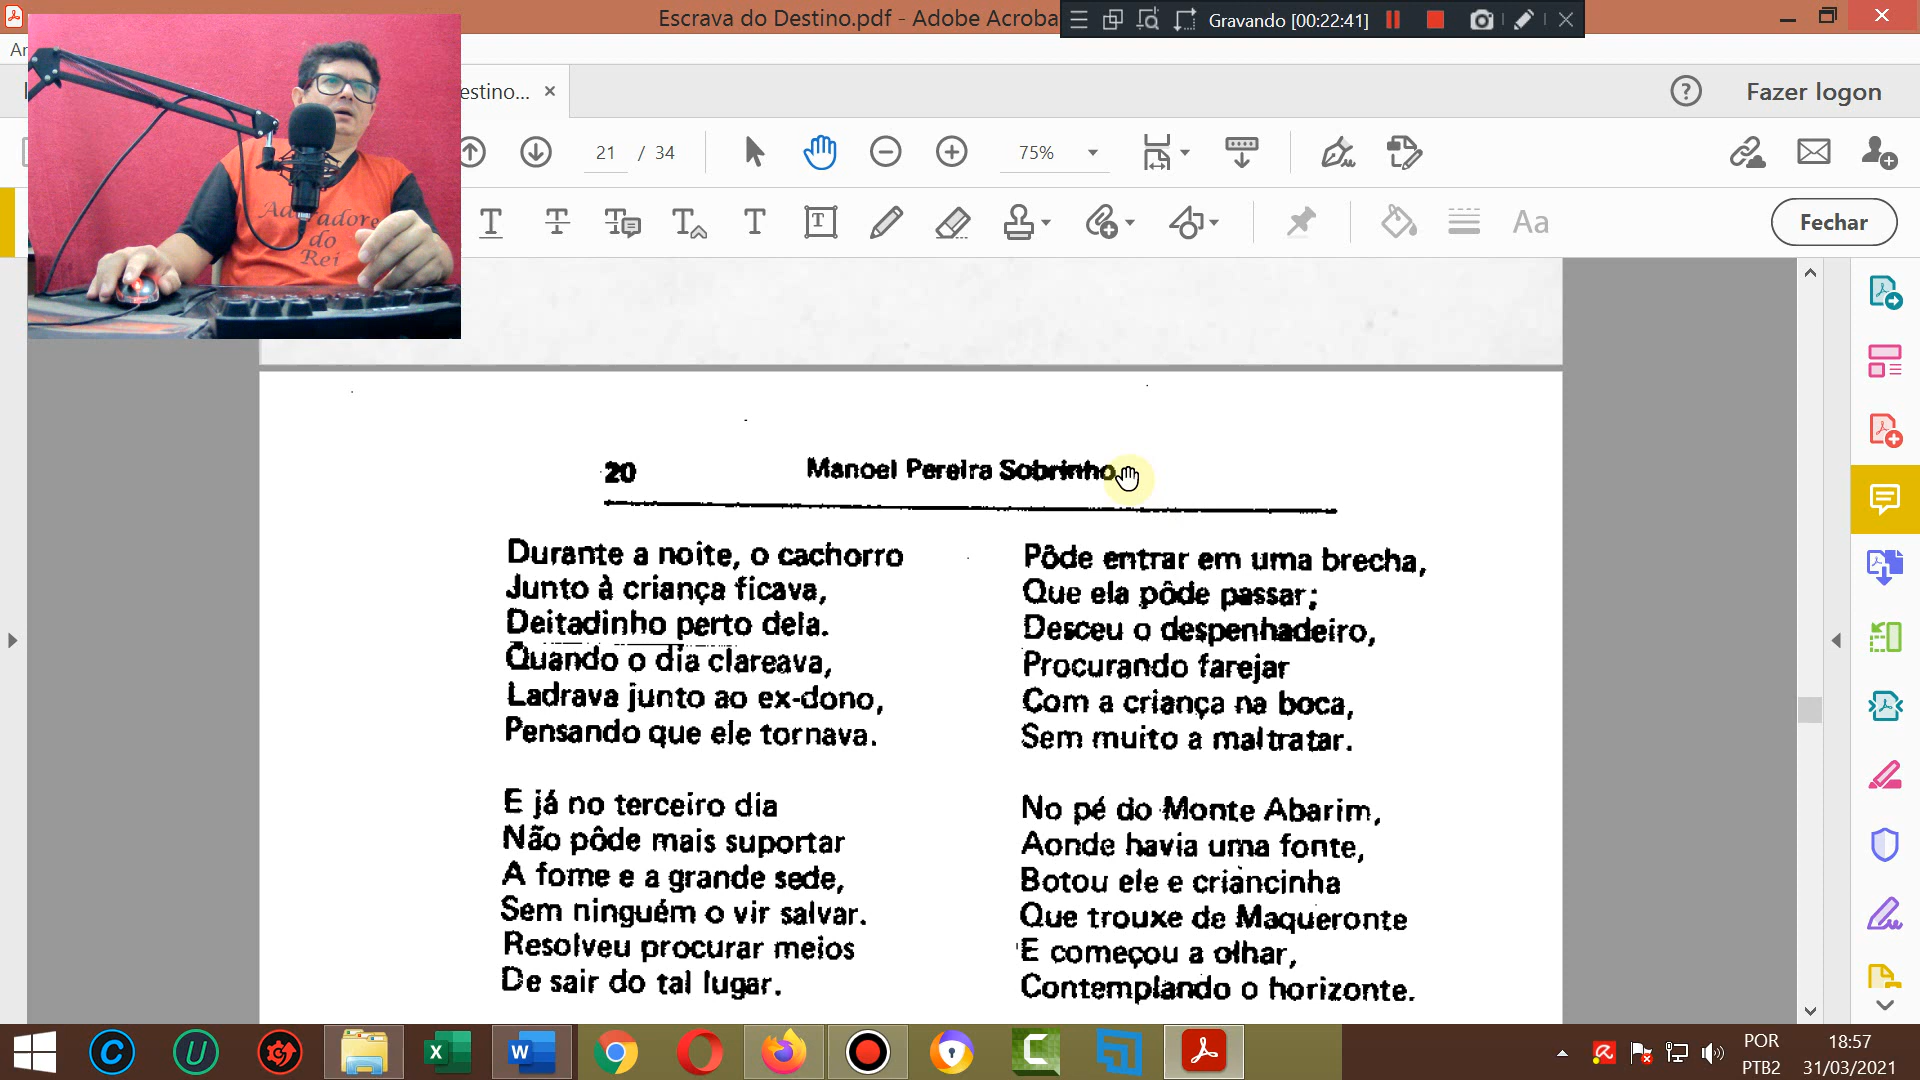 Escrava do Destino.pdf - Adobe Acroba
Gravando [00:22:41]
estino...
Fazer logon
21 / 34
75%
Fechar
Aa
do
Rei
20
Manoel Pereira Sobrinho
Durante a noite, o cachorro
Junto à criança ficava,
Deitadinho perto dela.
Quando o dia clareava,
Ladrava junto ao ex-dono,
Pensando que ele tornava.
E já no terceiro dia
Não pôde mais suportar
A fome e a grande sede,
Sem ninguém o vir salvar.
Resolveu procurar meios
De sair do tal lugar.
Pôde entrar em uma brecha,
Que ela pôde passar;
Desceu o despenhadeiro,
Procurando farejar
Com a criança na boca,
Sem muito a maltratar.
No pé do Monte Abarim,
Aonde havia uma fonte,
Botou ele e criancinha
Que trouxe de Maqueronte
E começou a olhar,
Contemplando o horizonte.
POR
PTB2
18:57
31/03/2021